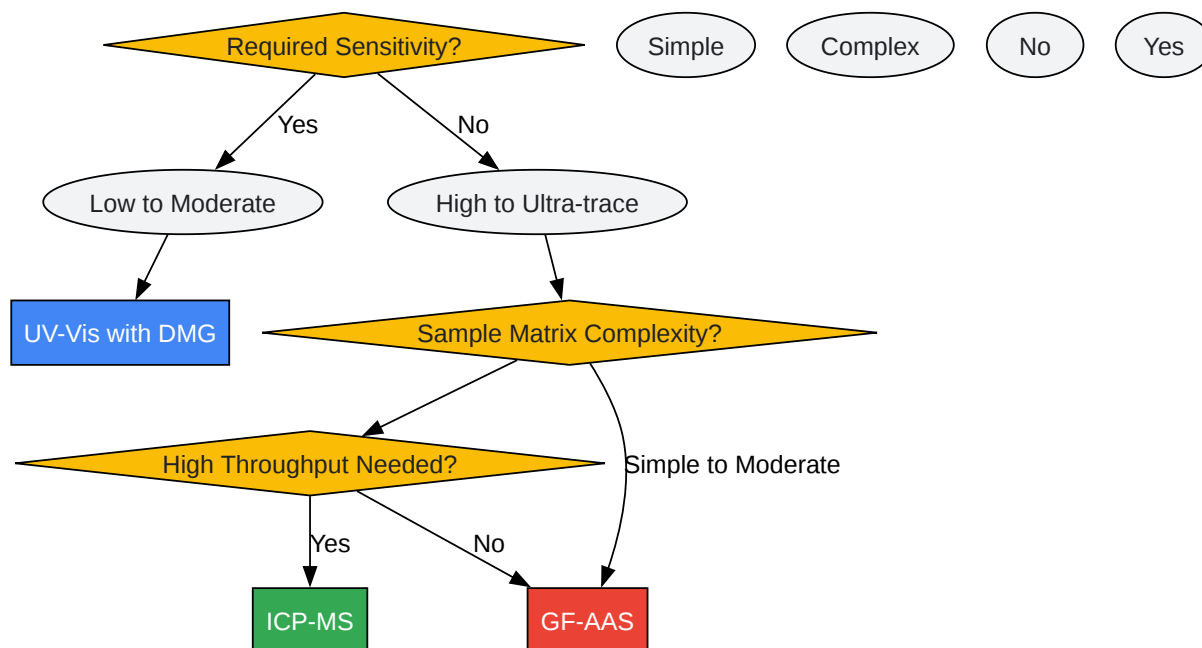 Required Sensitivity?
Simple
Complex
No
Yes
Yes
No
Low to Moderate
High to Ultra-trace
UV-Vis with DMG
Sample Matrix Complexity?
High Throughput Needed?
Simple to Moderate
Yes
No
ICP-MS
GF-AAS